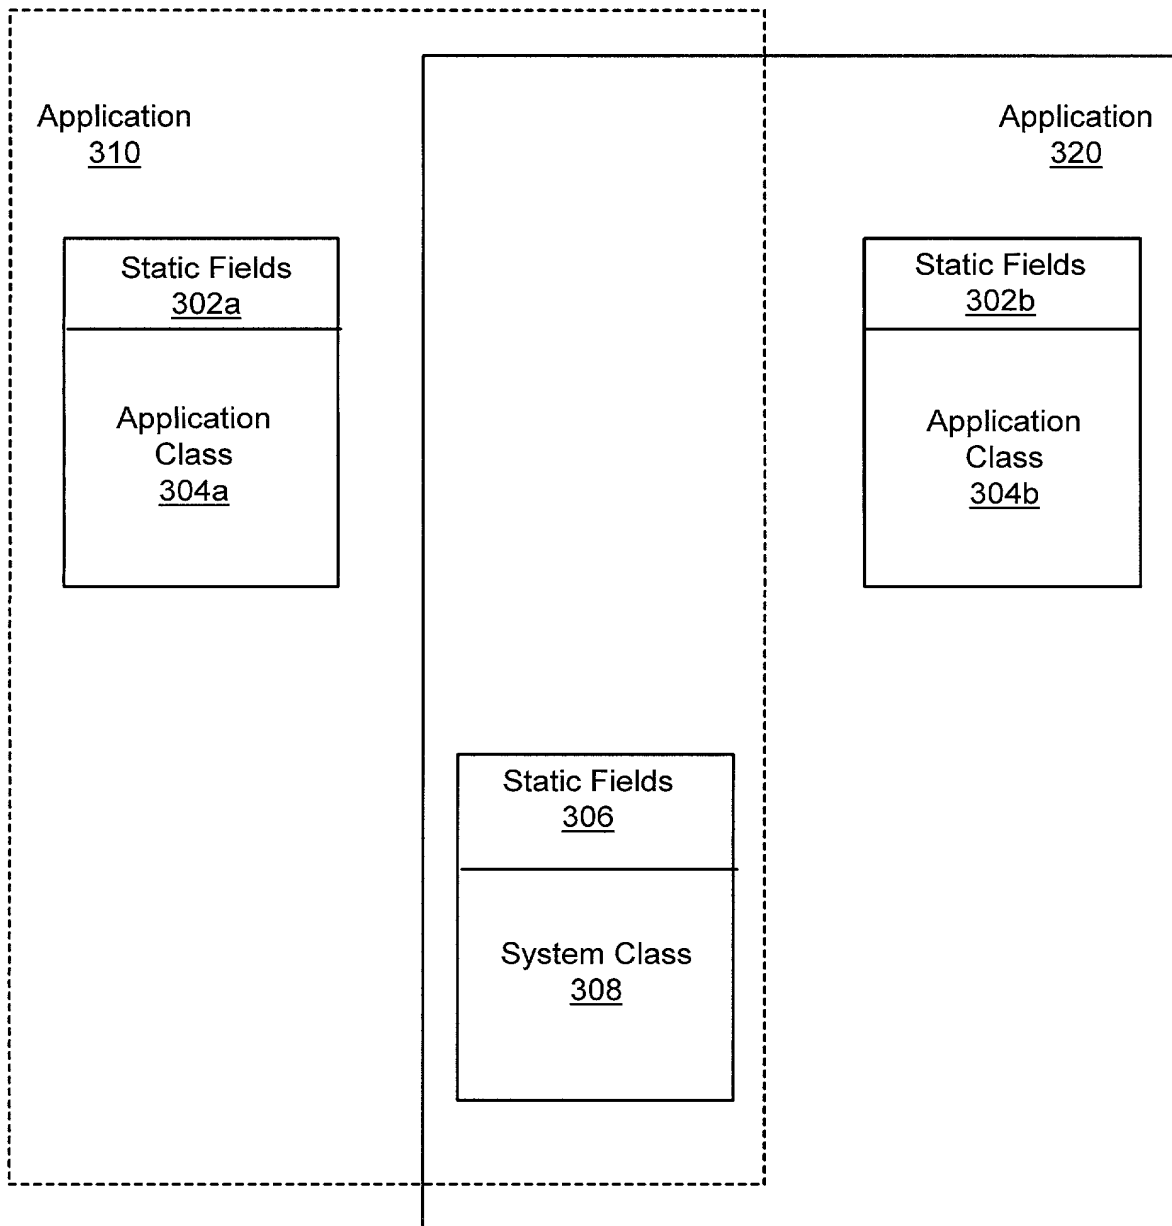 Application
310
Application
320
Static Fields
302a
Application
Class
304a
Static Fields
302b
Application
Class
304b
Static Fields
306
System Class
308